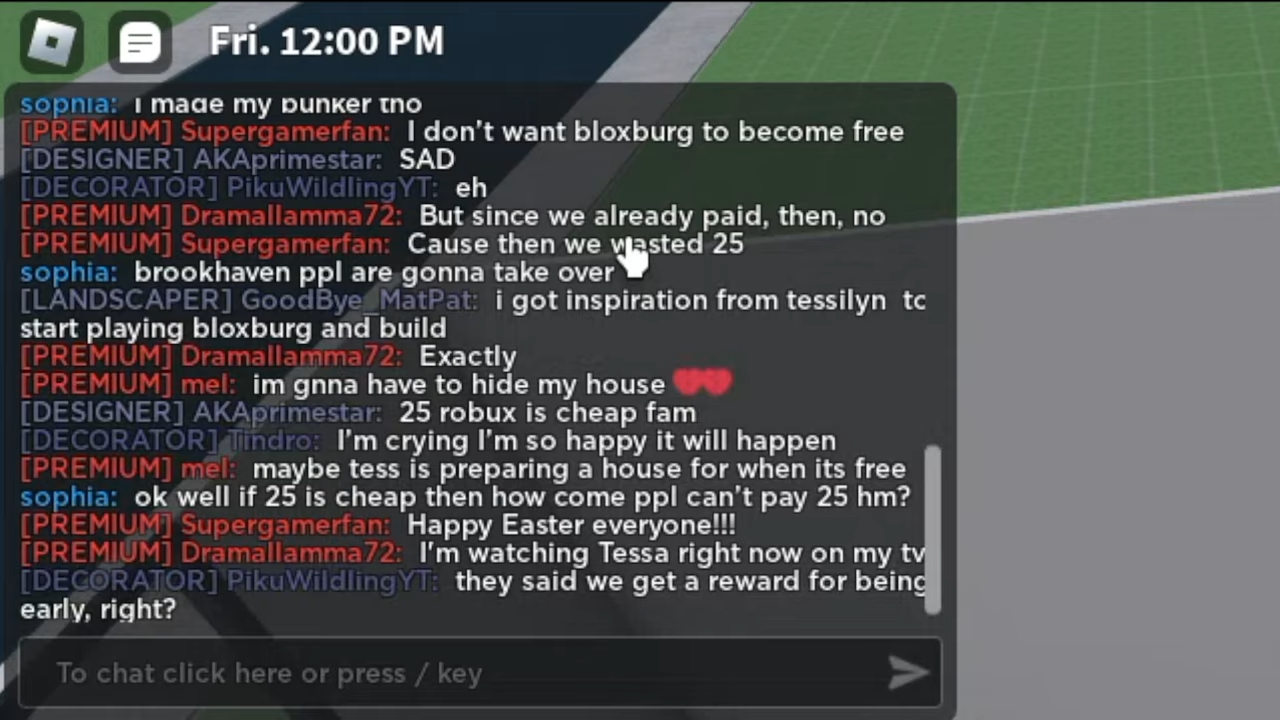 Fri. 12:00 PM
sophia: i made my bunker tho
[PREMIUM] Supergamerfan: I don't want bloxburg to become free
[DESIGNER] AKAprimestar: SAD
[DECORATOR] PikuWildlingYT: eh
[PREMIUM] Dramallamma72: But since we already paid, then, no
[PREMIUM] Supergamerfan: Cause then we wasted 25
sophia: brookhaven ppl are gonna take over
[LANDSCAPER] GoodBye_MatPat: i got inspiration from tessilyn to
start playing bloxburg and build
[PREMIUM] Dramallamma72: Exactly
[PREMIUM] mel: im gnna have to hide my house ❤️❤️
[DESIGNER] AKAprimestar: 25 robux is cheap fam
[DECORATOR] Tindro: I'm crying I'm so happy it will happen
[PREMIUM] mel: maybe tess is preparing a house for when its free
sophia: ok well if 25 is cheap then how come ppl can't pay 25 hm?
[PREMIUM] Supergamerfan: Happy Easter everyone!!!
[PREMIUM] Dramallamma72: I'm watching Tessa right now on my tv
[DECORATOR] PikuWildlingYT: they said we get a reward for being
early, right?
To chat click here or press / key